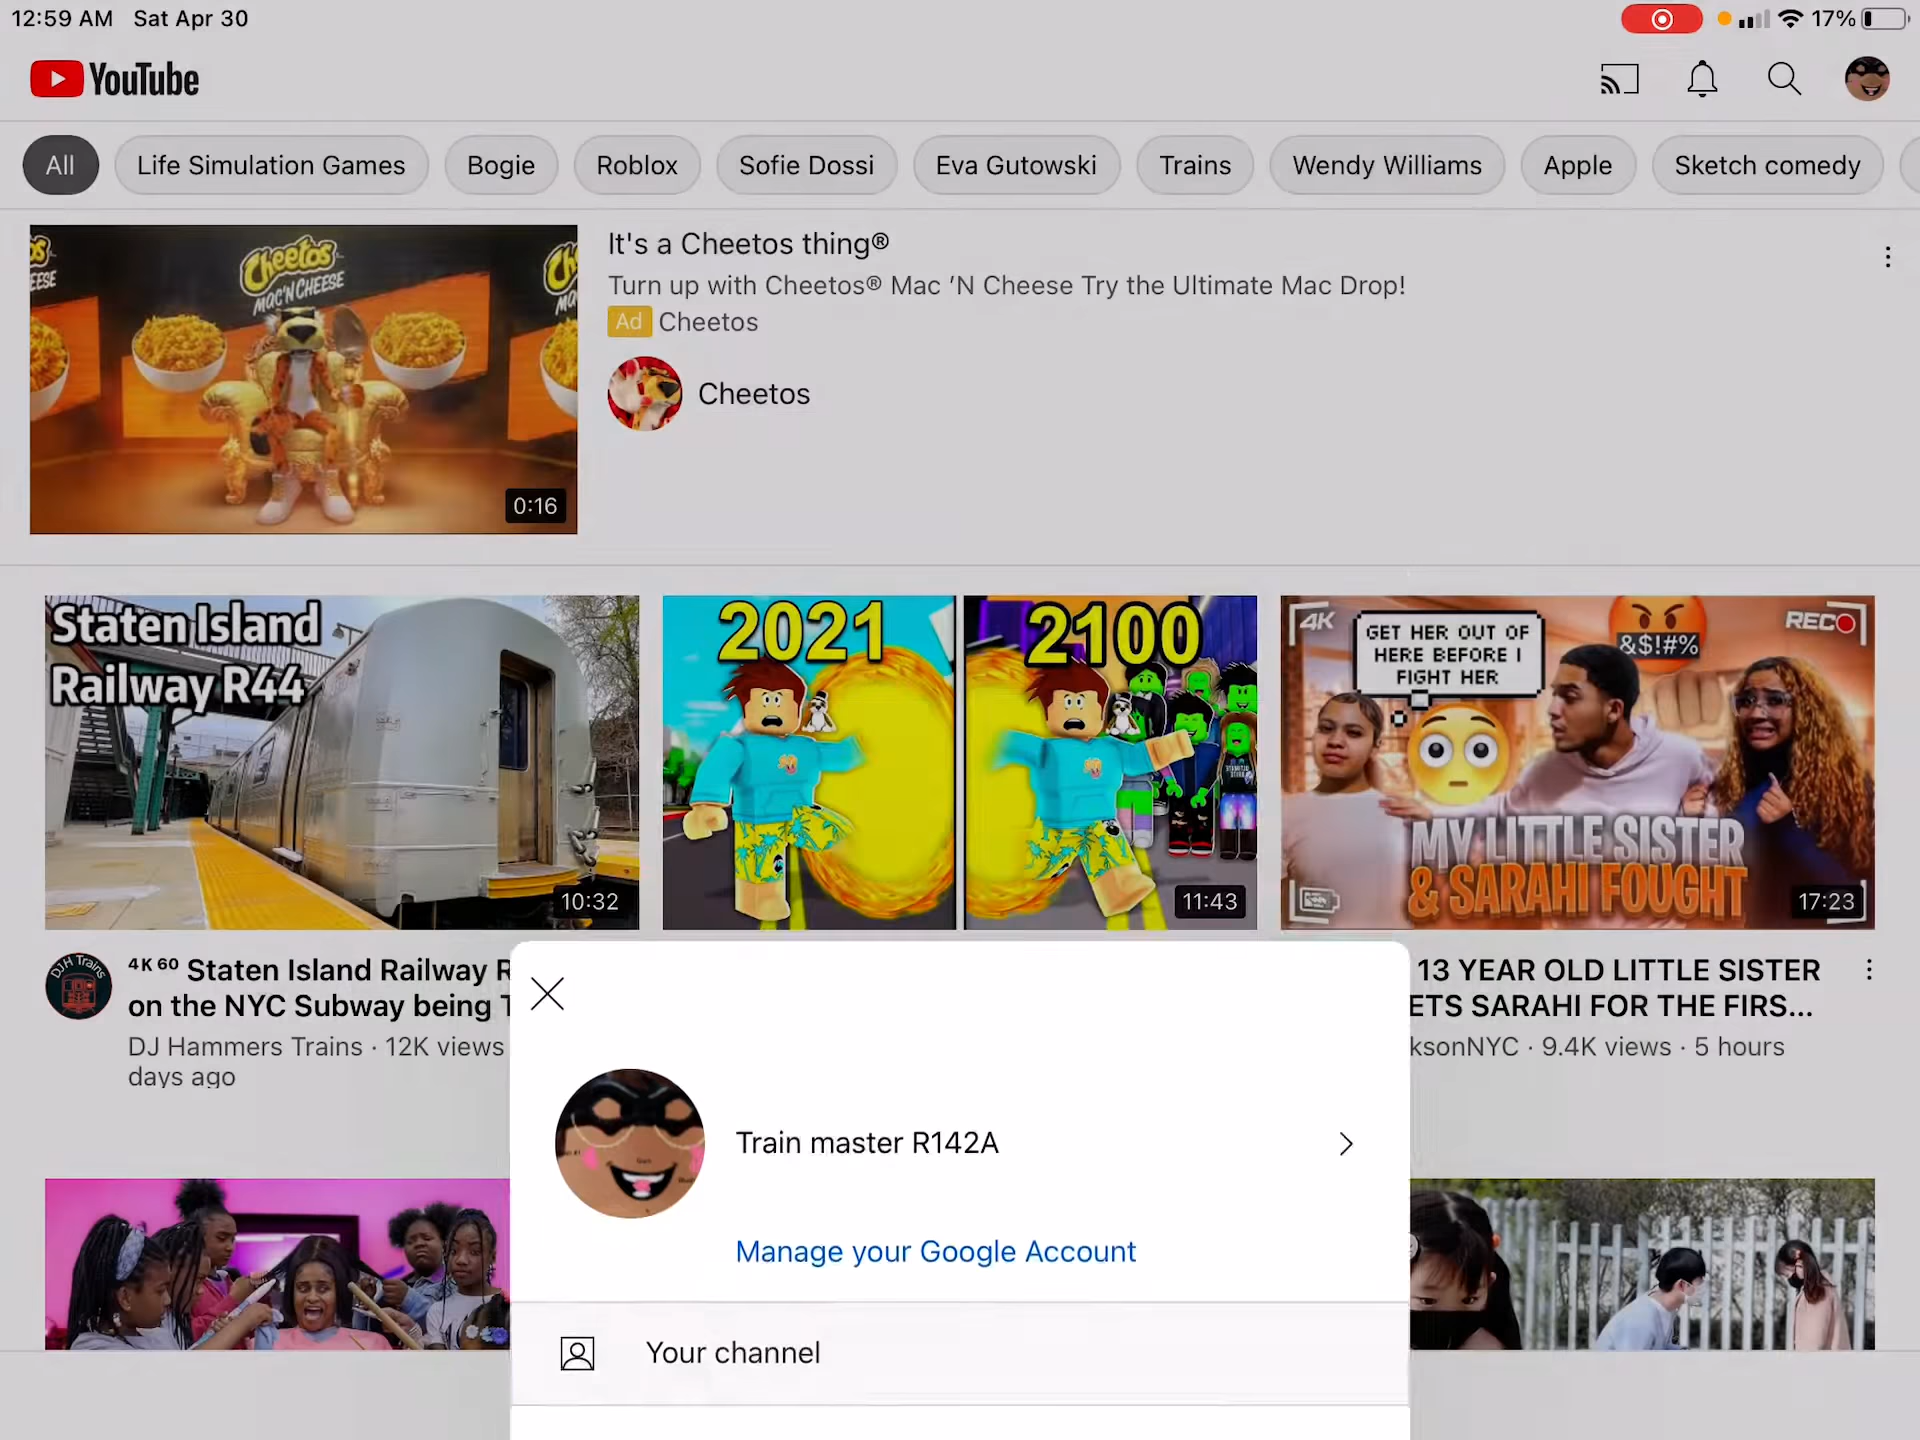 12:59 AM Sat Apr 30
17%
YouTube
All
Life Simulation Games
Bogie
Roblox
Sofie Dossi
Eva Gutowski
Trains
Wendy Williams
Apple
Sketch comedy
Cheetos
MAC'N CHEESE
0:16
It's a Cheetos thing®
Turn up with Cheetos® Mac 'N Cheese Try the Ultimate Mac Drop!
Ad Cheetos
Cheetos
Staten Island
Railway R44
10:32
2021
2100
11:43
4K
REC
GET HER OUT OF
HERE BEFORE I
FIGHT HER
&$!#%
MY LITTLE SISTER
& SARAHI FOUGHT
17:23
DJH Trains
4K 60 Staten Island Railway R
on the NYC Subway being T
DJ Hammers Trains · 12K views
days ago
13 YEAR OLD LITTLE SISTER
ETS SARAHI FOR THE FIRS...
ksonNYC · 9.4K views · 5 hours
Train master R142A
Manage your Google Account
Your channel